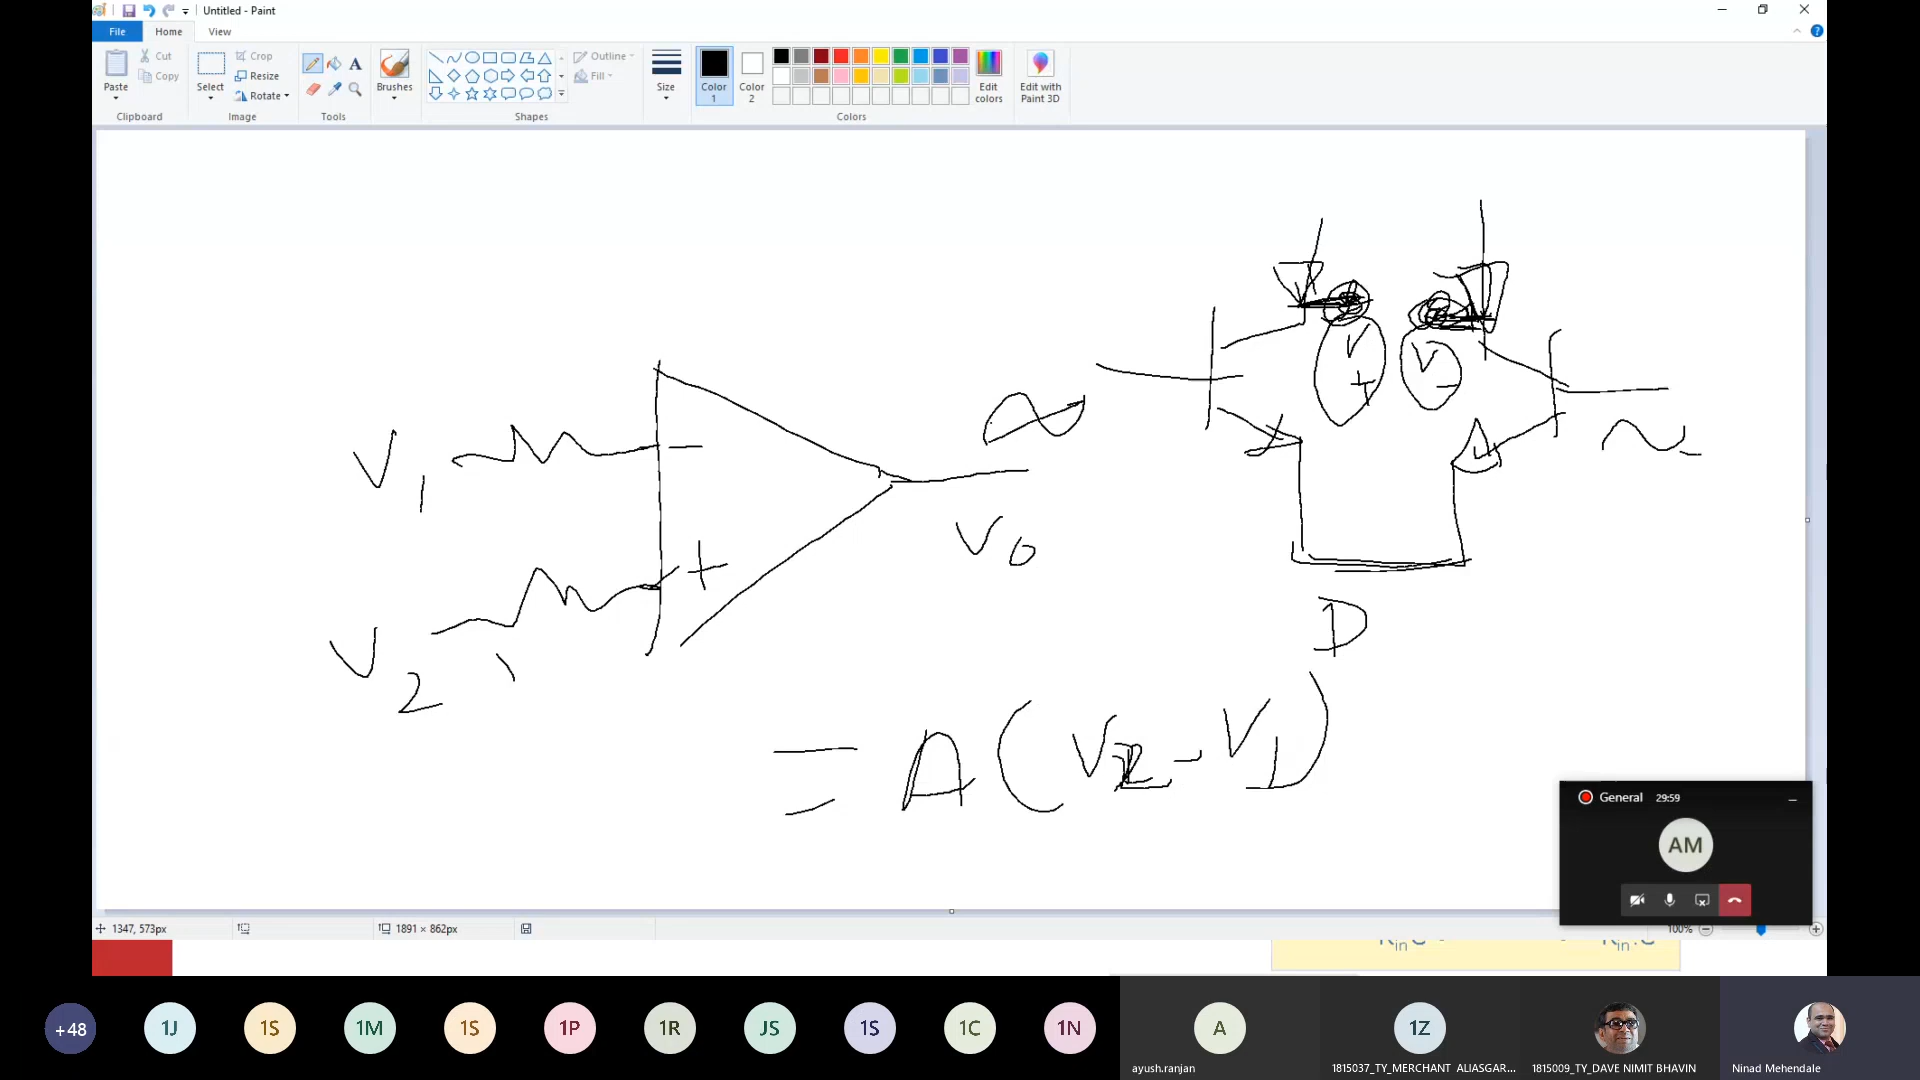 Untitled - Paint
File Home View
Paste
Cut
Copy
Clipboard
Select
Crop
Resize
Rotate
Image
Tools
Brushes
Shapes
Outline
Fill
Size
Color 1
Color 2
Edit colors
Colors
Edit with Paint 3D
V1
-
+
V2
V0
V+
V-
D
= A(V2 - V1)
General 29:59
AM
1347, 573px
1891 × 862px
100%
+48 1J 1S 1M 1S 1P 1R JS 1S 1C 1N A 1Z
ayush.ranjan
1815037_TY_MERCHANT ALIASGAR...
1815009_TY_DAVE NIMIT BHAVIN
Ninad Mehendale